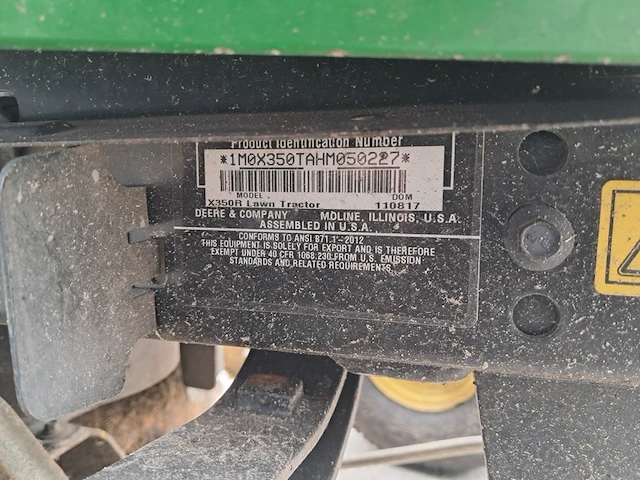 Product Identification Number
*1M0X350TAHM050227*
MODEL. DOM
X350R Lawn Tractor 110817
DEERE & COMPANY MOLINE, ILLINOIS, U.S.A.
ASSEMBLED IN U.S.A.
CONFORMS TO ANSI B71.1-2012
THIS EQUIPMENT IS SOLELY FOR EXPORT AND IS THEREFORE
EXEMPT UNDER 40 CFR 1068.230 FROM U.S. EMISSION
STANDARDS AND RELATED REQUIREMENTS.